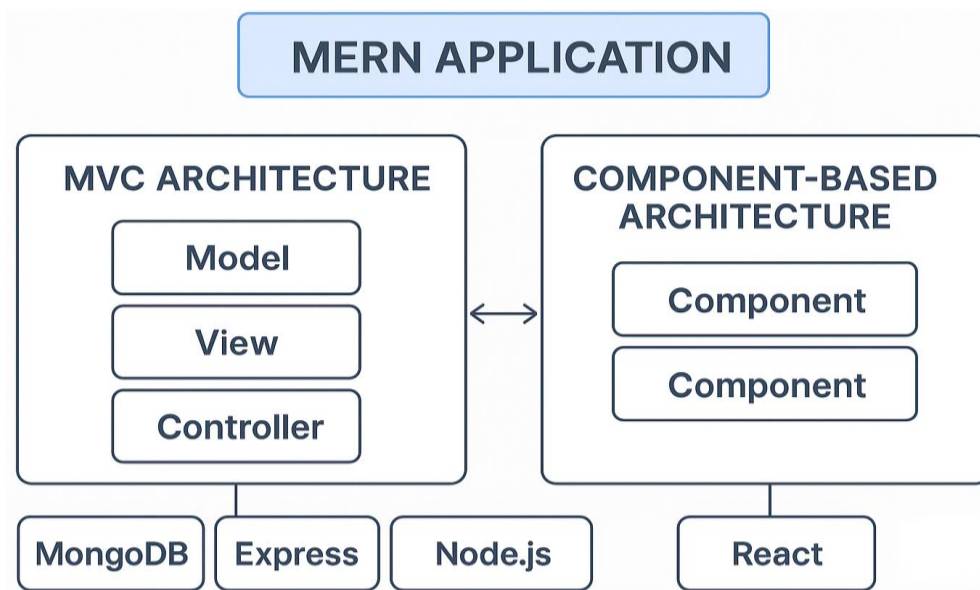 MERN APPLICATION
MVC ARCHITECTURE
Model
View
Controller
COMPONENT-BASED
ARCHITECTURE
Component
Component
MongoDB
Express
Node.js
React